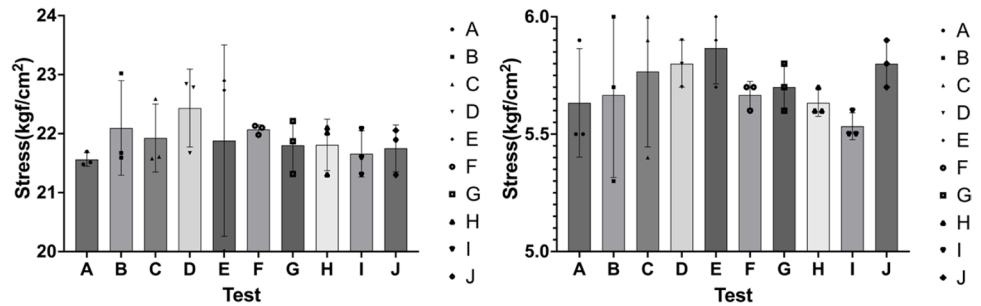 24
23
22
21
20
Stress(kgf/cm²)
A B C D E F G H I J
Test
A
B
C
D
E
F
G
H
I
J
6.0
5.5
5.0
Stress(kgf/cm²)
A B C D E F G H I J
Test
A
B
C
D
E
F
G
H
I
J